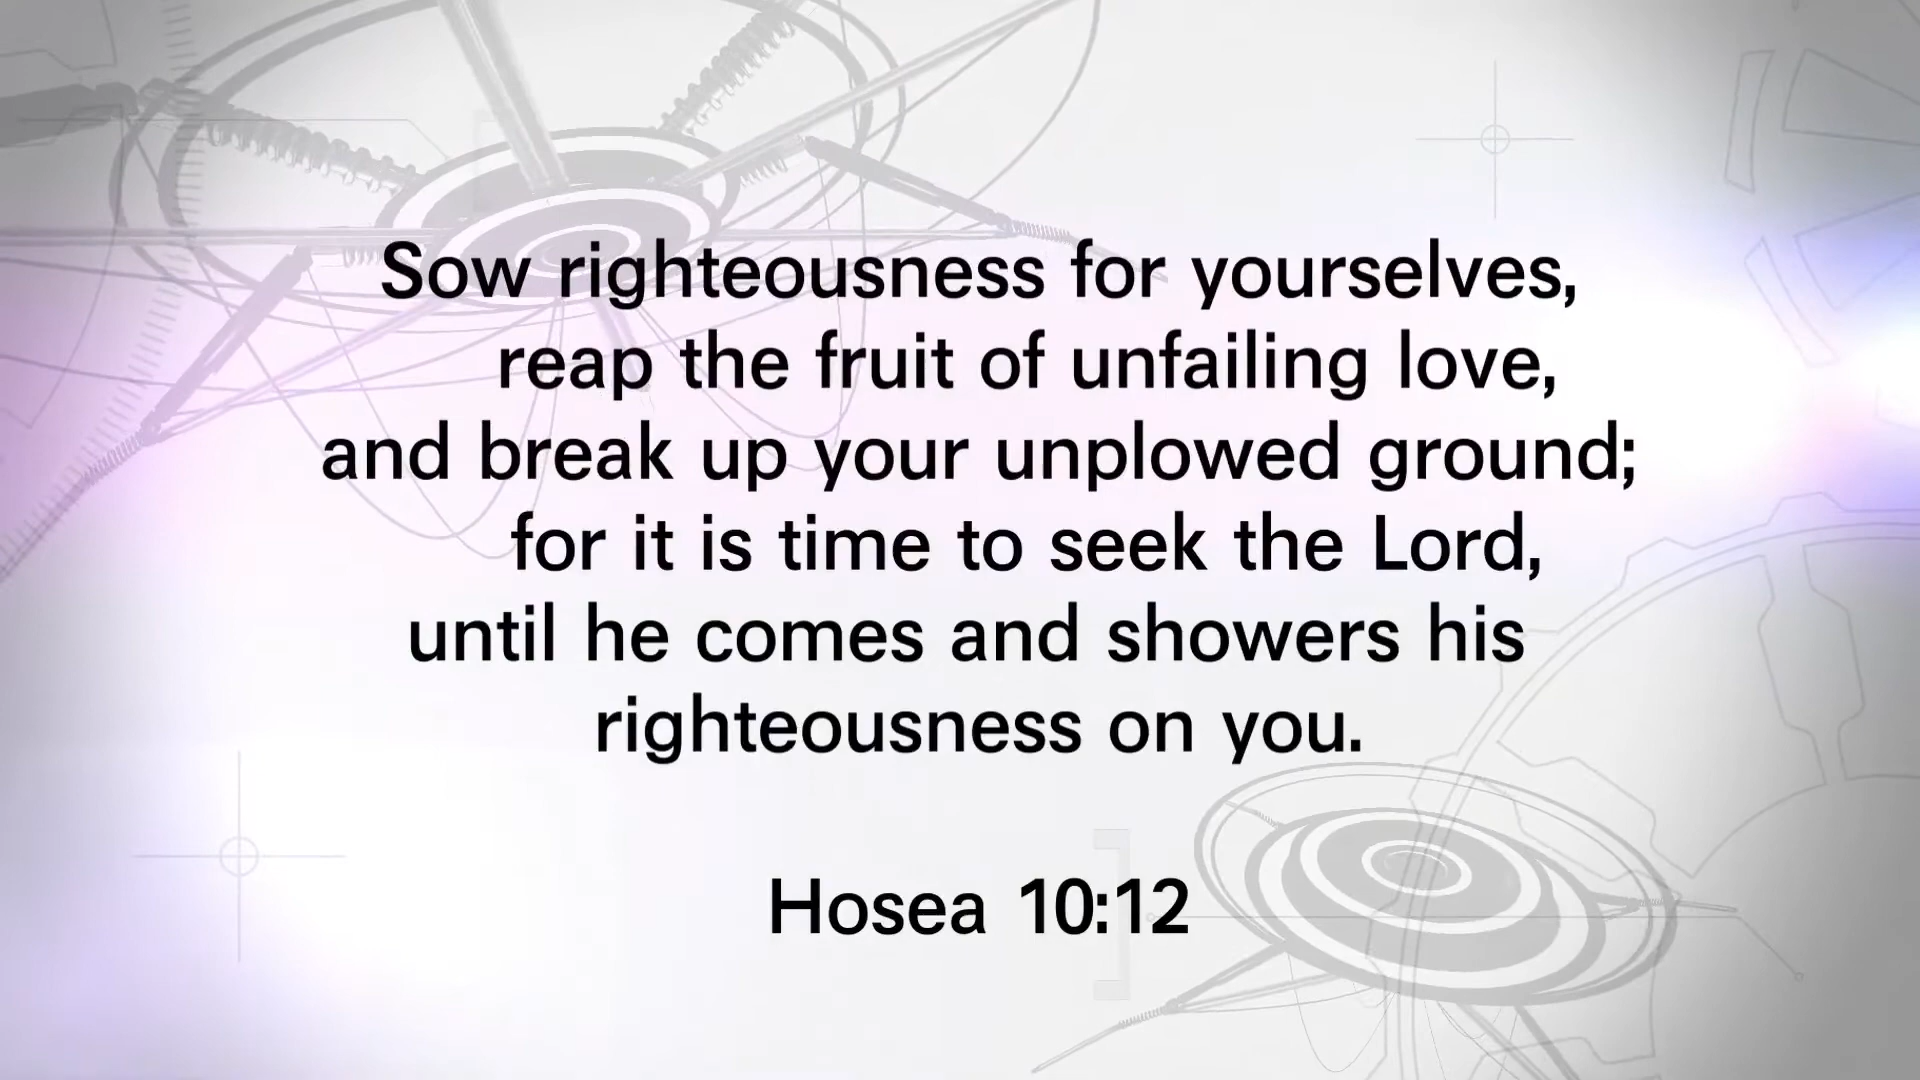 Sow righteousness for yourselves,
reap the fruit of unfailing love,
and break up your unplowed ground;
for it is time to seek the Lord,
until he comes and showers his
righteousness on you.
Hosea 10:12